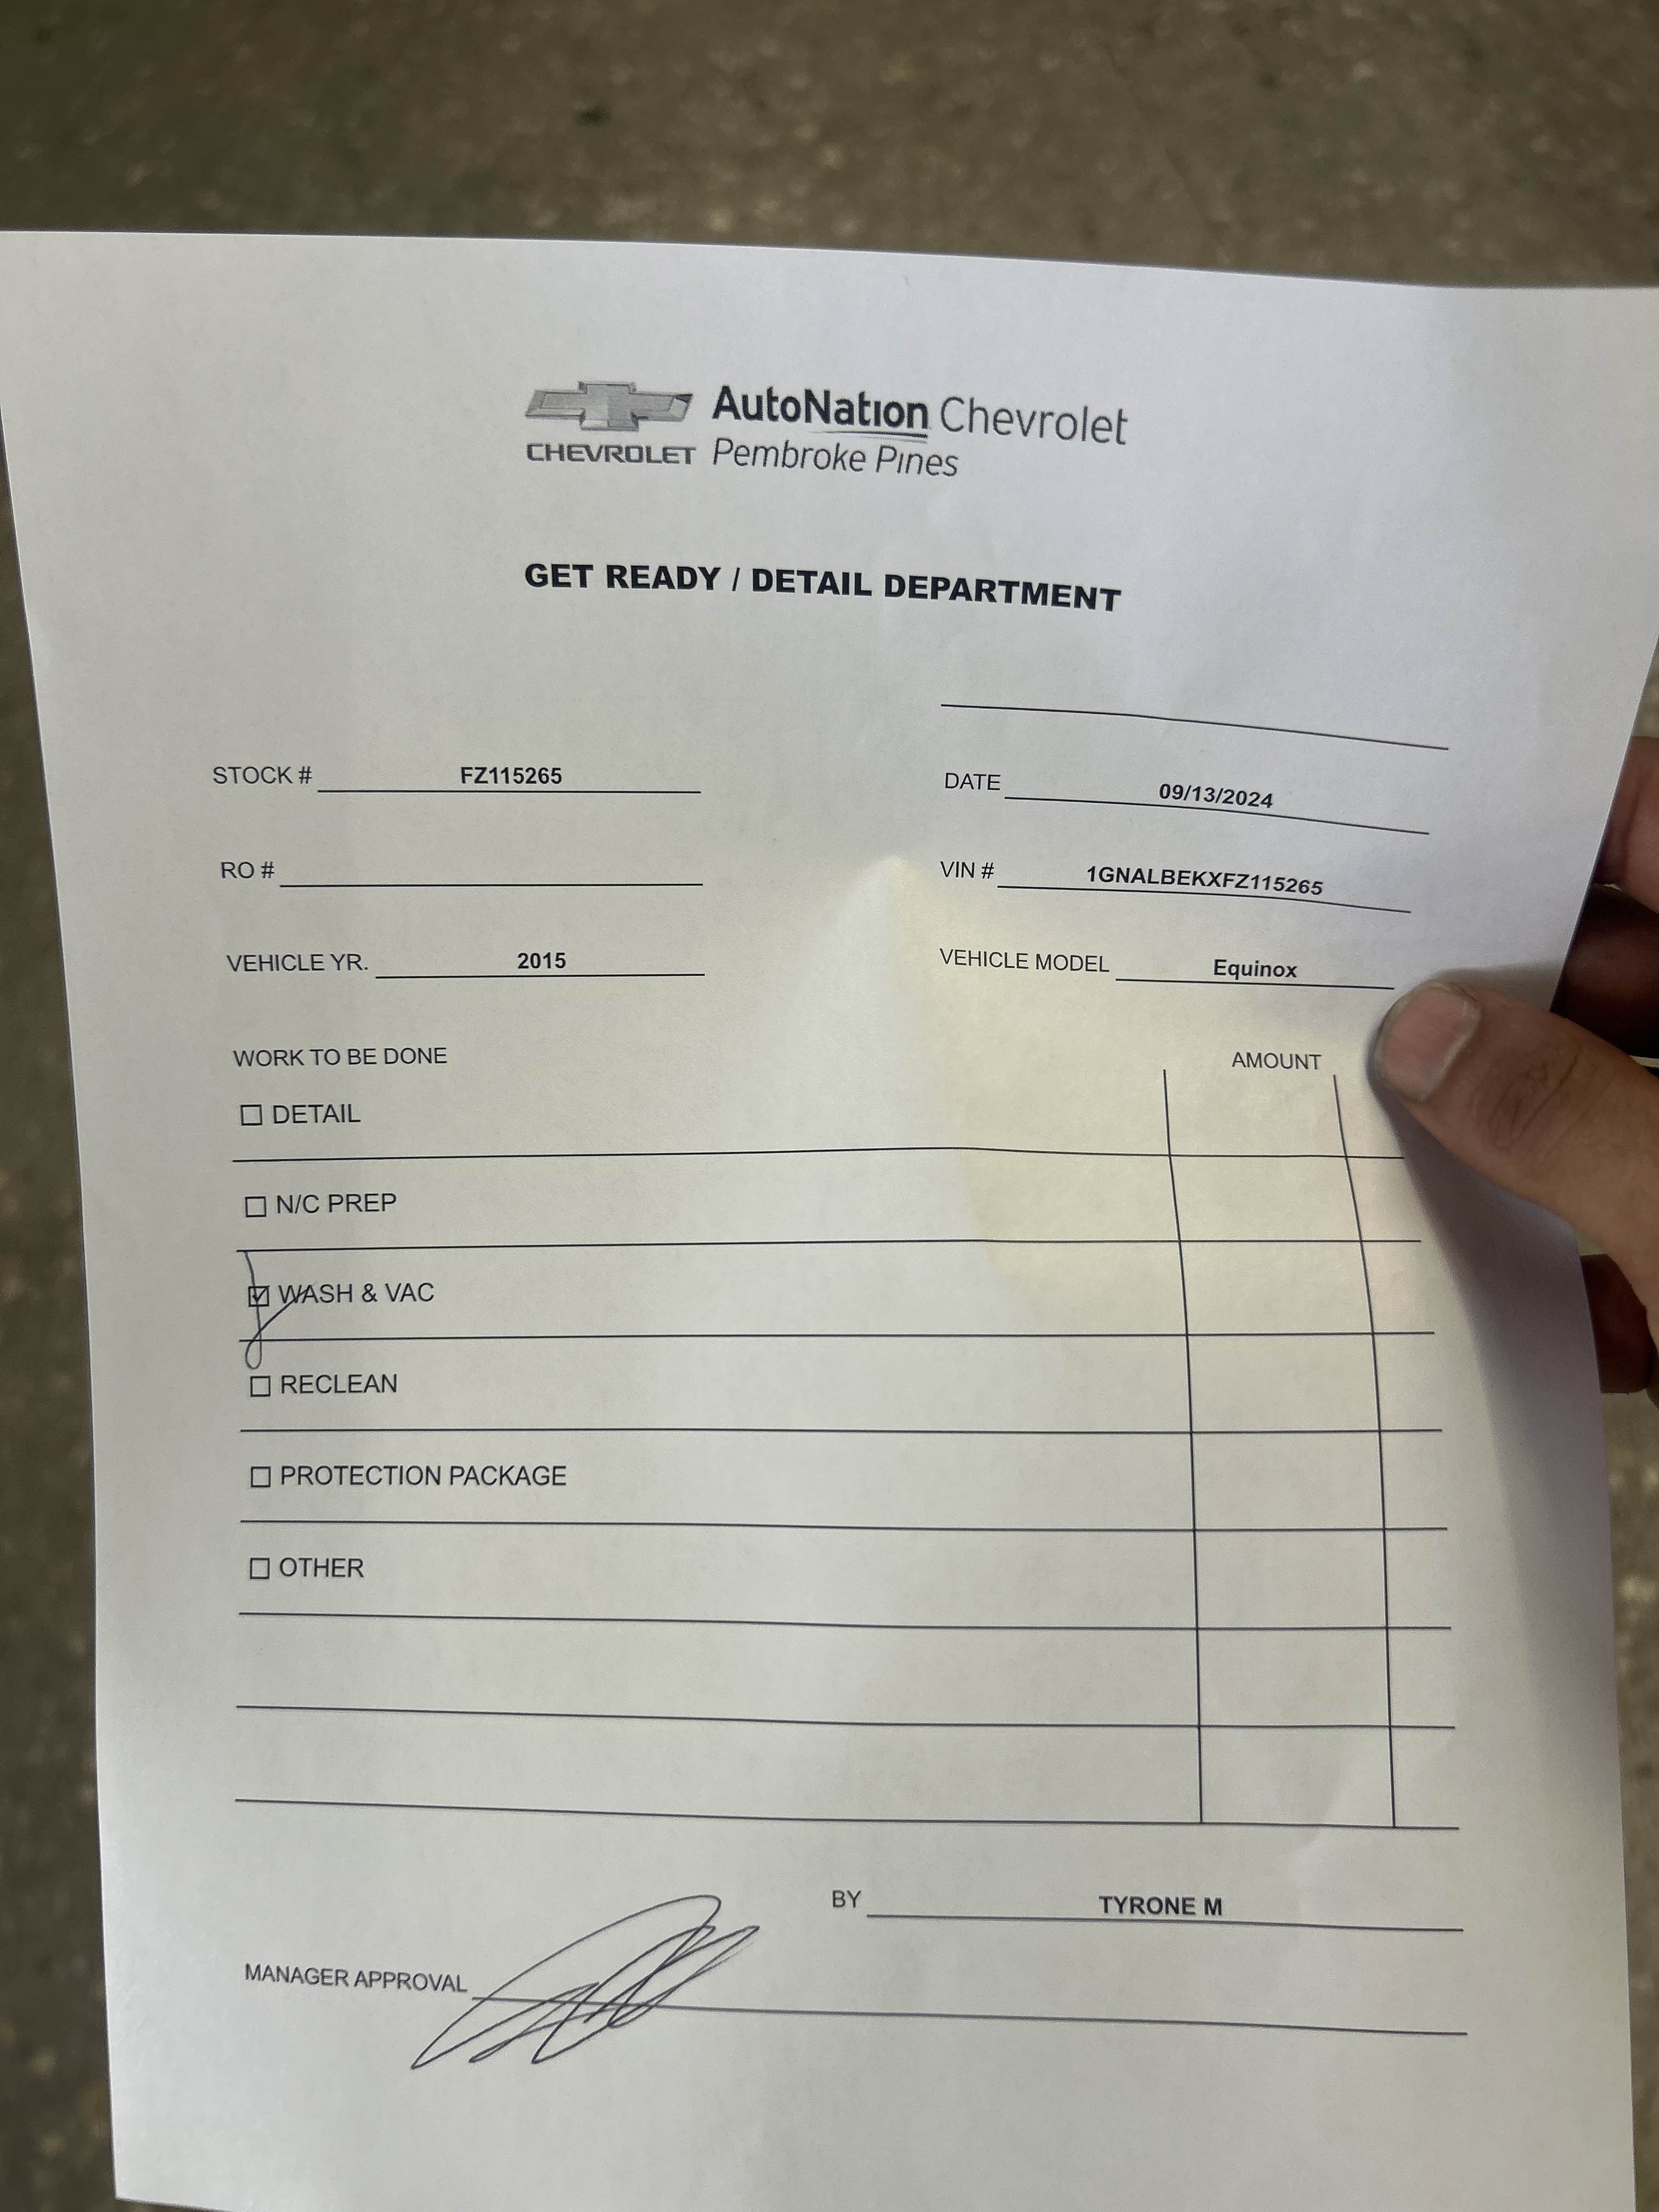 AutoNation Chevrolet
CHEVROLET Pembroke Pines
GET READY / DETAIL DEPARTMENT
STOCK # FZ115265
DATE 09/13/2024
RO #
VIN # 1GNALBEKXFZ115265
VEHICLE YR. 2015
VEHICLE MODEL Equinox
WORK TO BE DONE
AMOUNT
☐ DETAIL
☐ N/C PREP
☑ WASH & VAC
☐ RECLEAN
☐ PROTECTION PACKAGE
☐ OTHER
BY TYRONE M
MANAGER APPROVAL